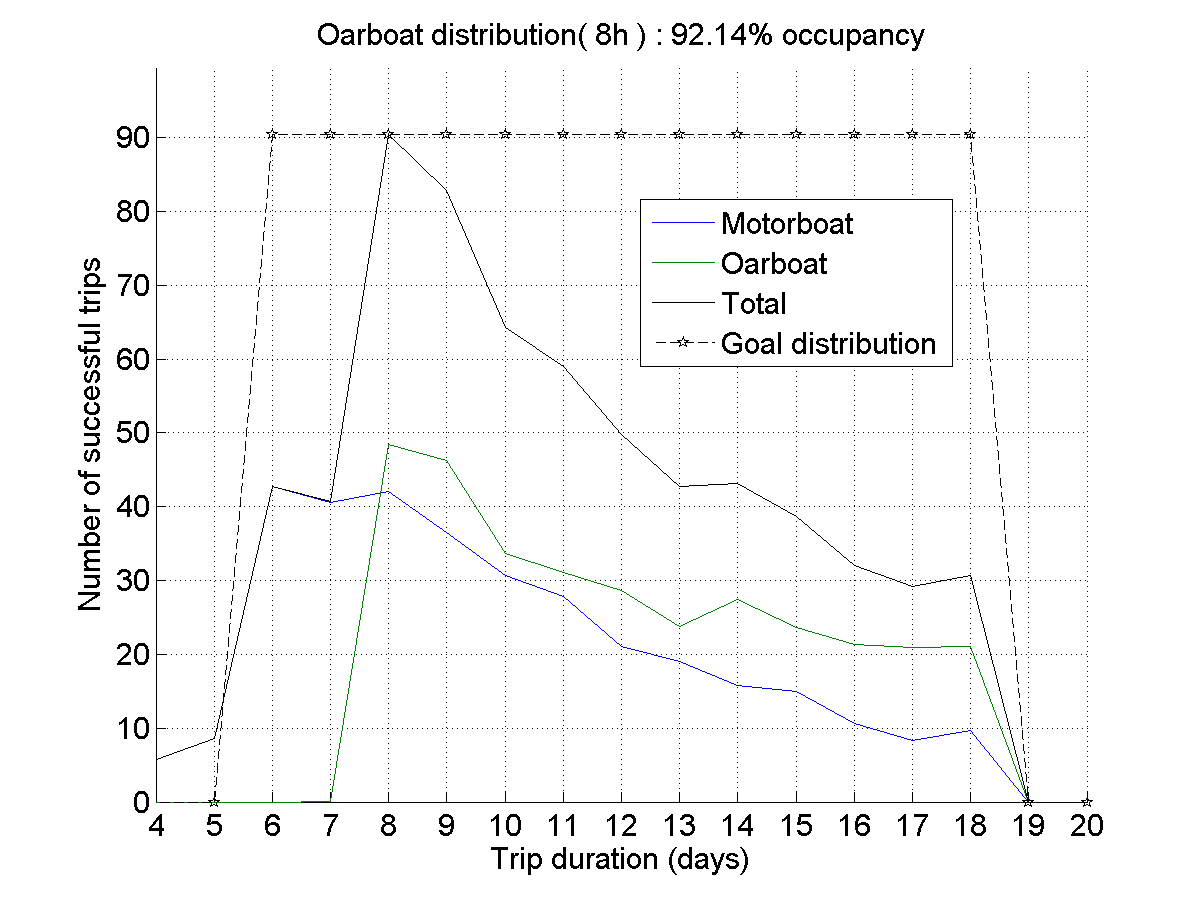 Oarboat distribution( 8h ) : 92.14% occupancy
Number of successful trips
90
80
70
60
50
40
30
20
10
0
Motorboat
Oarboat
Total
Goal distribution
4 5 6 7 8 9 10 11 12 13 14 15 16 17 18 19 20
Trip duration (days)